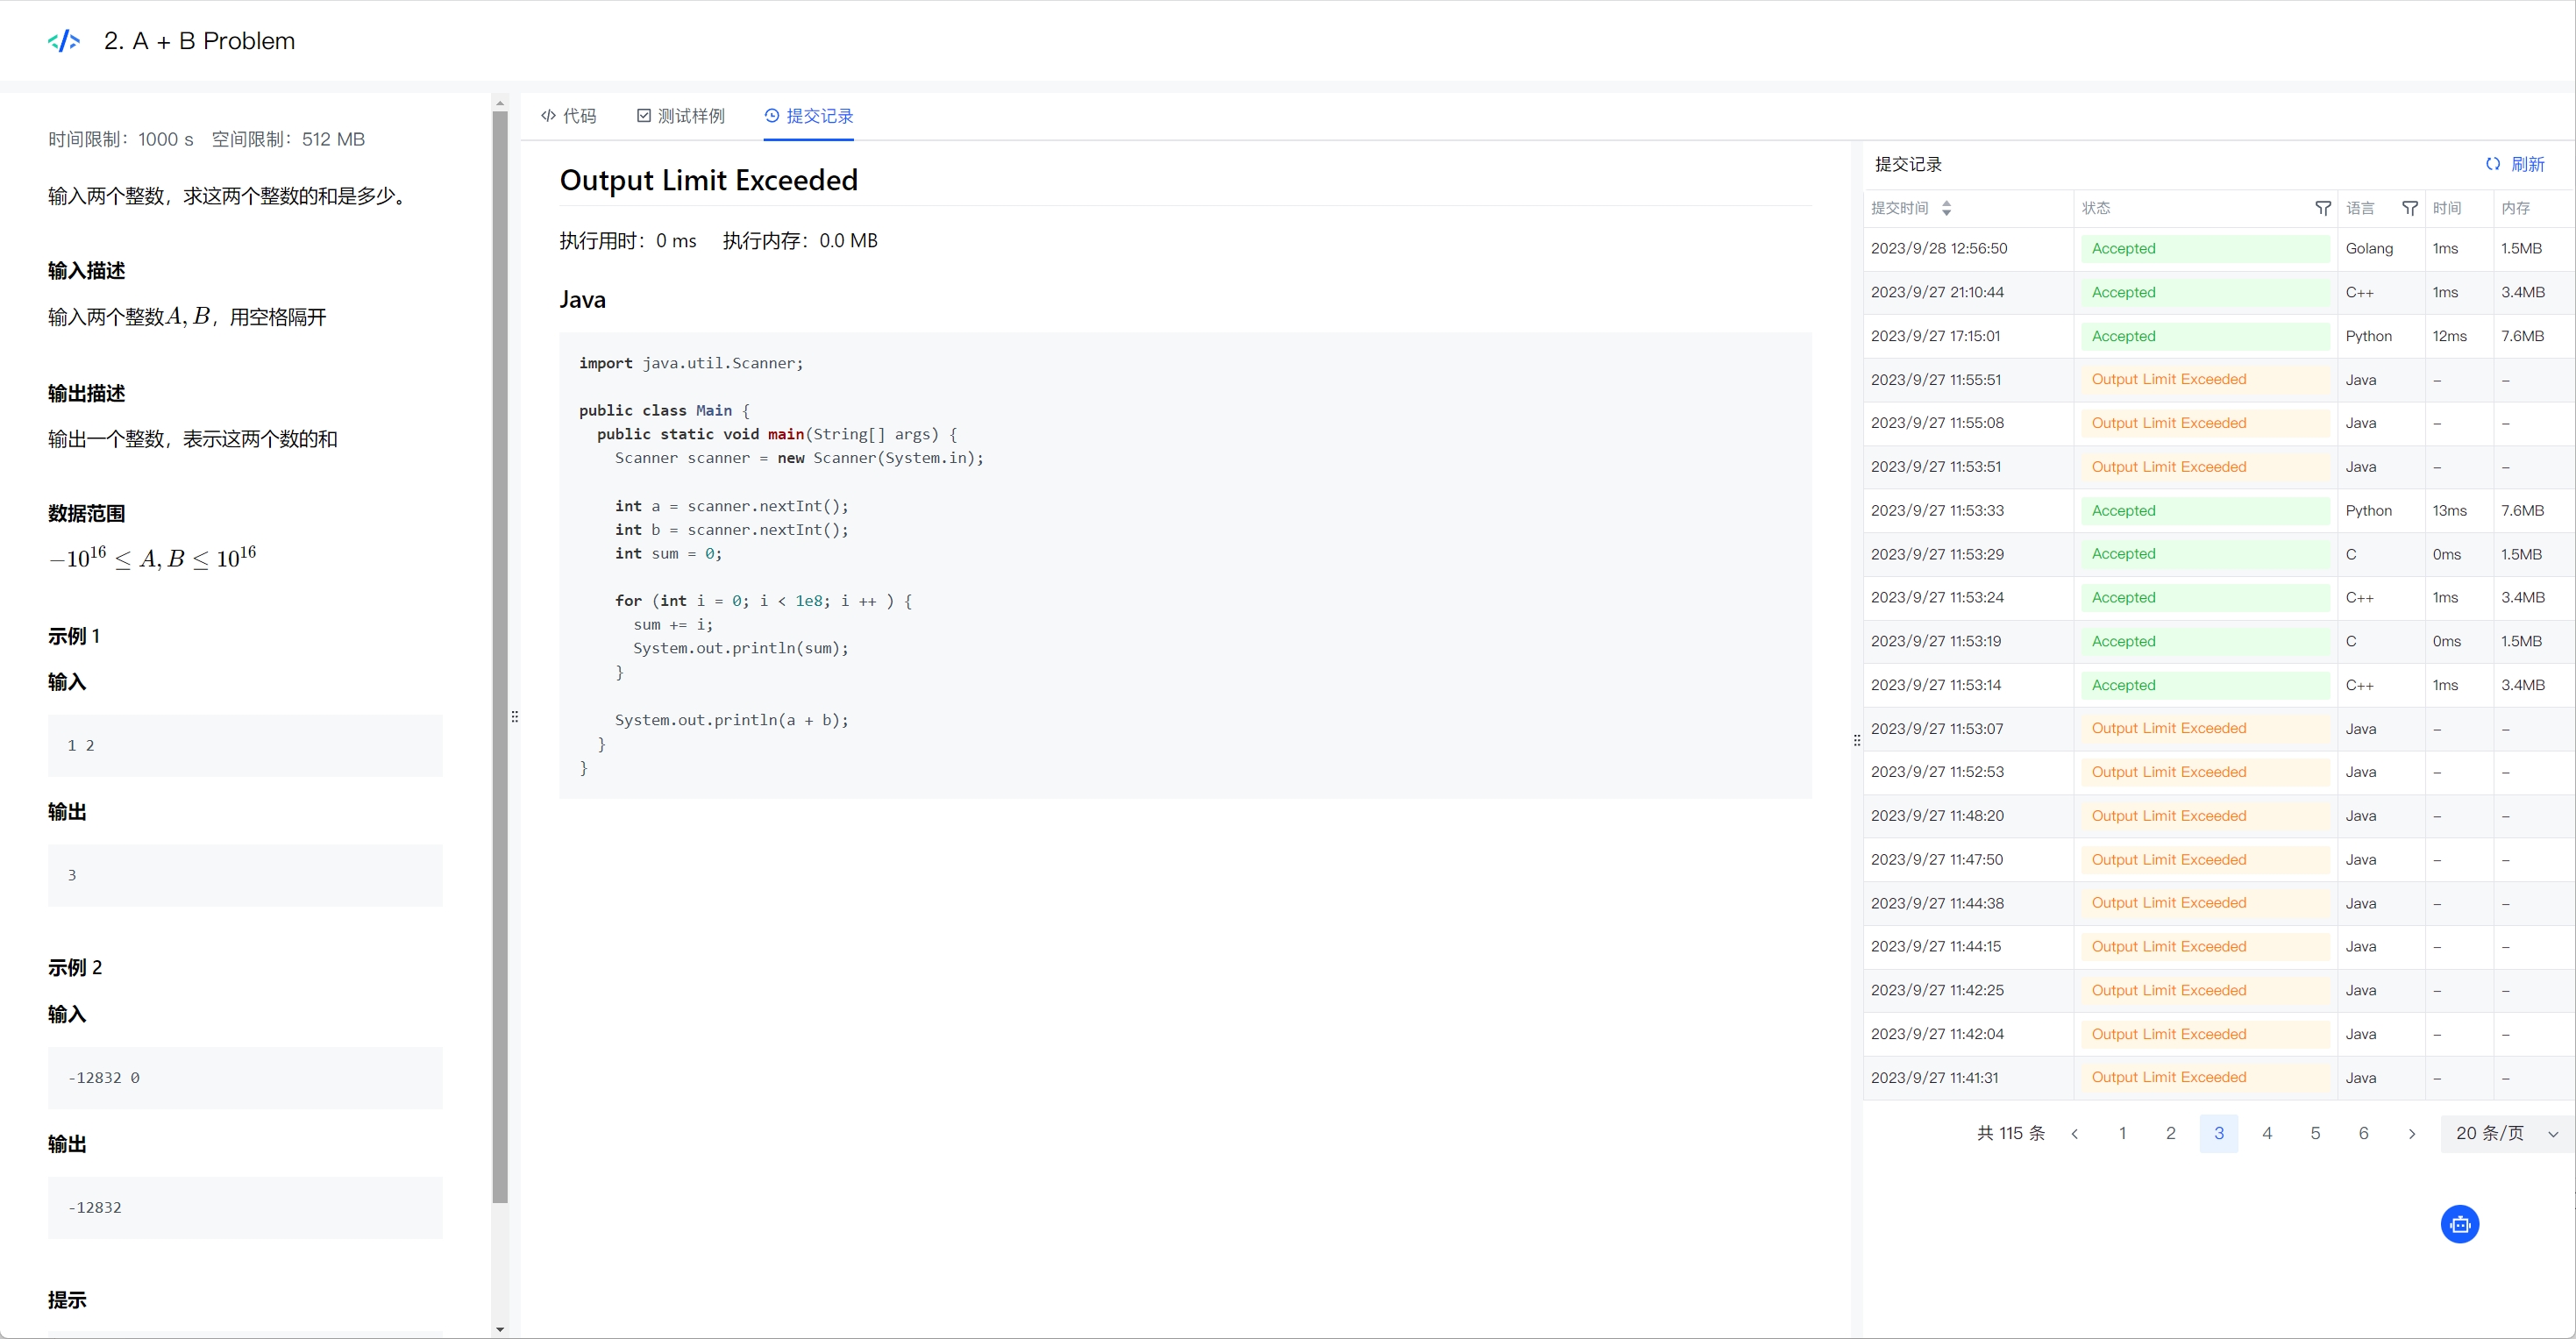 2. A + B Problem
时间限制：1000 s 空间限制：512 MB
输入两个整数，求这两个整数的和是多少。
输入描述
输入两个整数A, B，用空格隔开
输出描述
输出一个整数，表示这两个数的和
数据范围
−10^16 ≤ A, B ≤ 10^16
示例 1
输入
1 2
输出
3
示例 2
输入
-12832 0
输出
-12832
提示
代码 测试样例 提交记录
Output Limit Exceeded
执行用时：0 ms 执行内存：0.0 MB
Java
import java.util.Scanner;
public class Main {
  public static void main(String[] args) {
    Scanner scanner = new Scanner(System.in);
    int a = scanner.nextInt();
    int b = scanner.nextInt();
    int sum = 0;
    for (int i = 0; i < 1e8; i ++ ) {
      sum += i;
      System.out.println(sum);
    }
    System.out.println(a + b);
  }
}
提交记录 刷新
提交时间 状态 语言 时间 内存
2023/9/28 12:56:50 Accepted Golang 1ms 1.5MB
2023/9/27 21:10:44 Accepted C++ 1ms 3.4MB
2023/9/27 17:15:01 Accepted Python 12ms 7.6MB
2023/9/27 11:55:51 Output Limit Exceeded Java – –
2023/9/27 11:55:08 Output Limit Exceeded Java – –
2023/9/27 11:53:51 Output Limit Exceeded Java – –
2023/9/27 11:53:33 Accepted Python 13ms 7.6MB
2023/9/27 11:53:29 Accepted C 0ms 1.5MB
2023/9/27 11:53:24 Accepted C++ 1ms 3.4MB
2023/9/27 11:53:19 Accepted C 0ms 1.5MB
2023/9/27 11:53:14 Accepted C++ 1ms 3.4MB
2023/9/27 11:53:07 Output Limit Exceeded Java – –
2023/9/27 11:52:53 Output Limit Exceeded Java – –
2023/9/27 11:48:20 Output Limit Exceeded Java – –
2023/9/27 11:47:50 Output Limit Exceeded Java – –
2023/9/27 11:44:38 Output Limit Exceeded Java – –
2023/9/27 11:44:15 Output Limit Exceeded Java – –
2023/9/27 11:42:25 Output Limit Exceeded Java – –
2023/9/27 11:42:04 Output Limit Exceeded Java – –
2023/9/27 11:41:31 Output Limit Exceeded Java – –
共 115 条 < 1 2 3 4 5 6 > 20 条/页